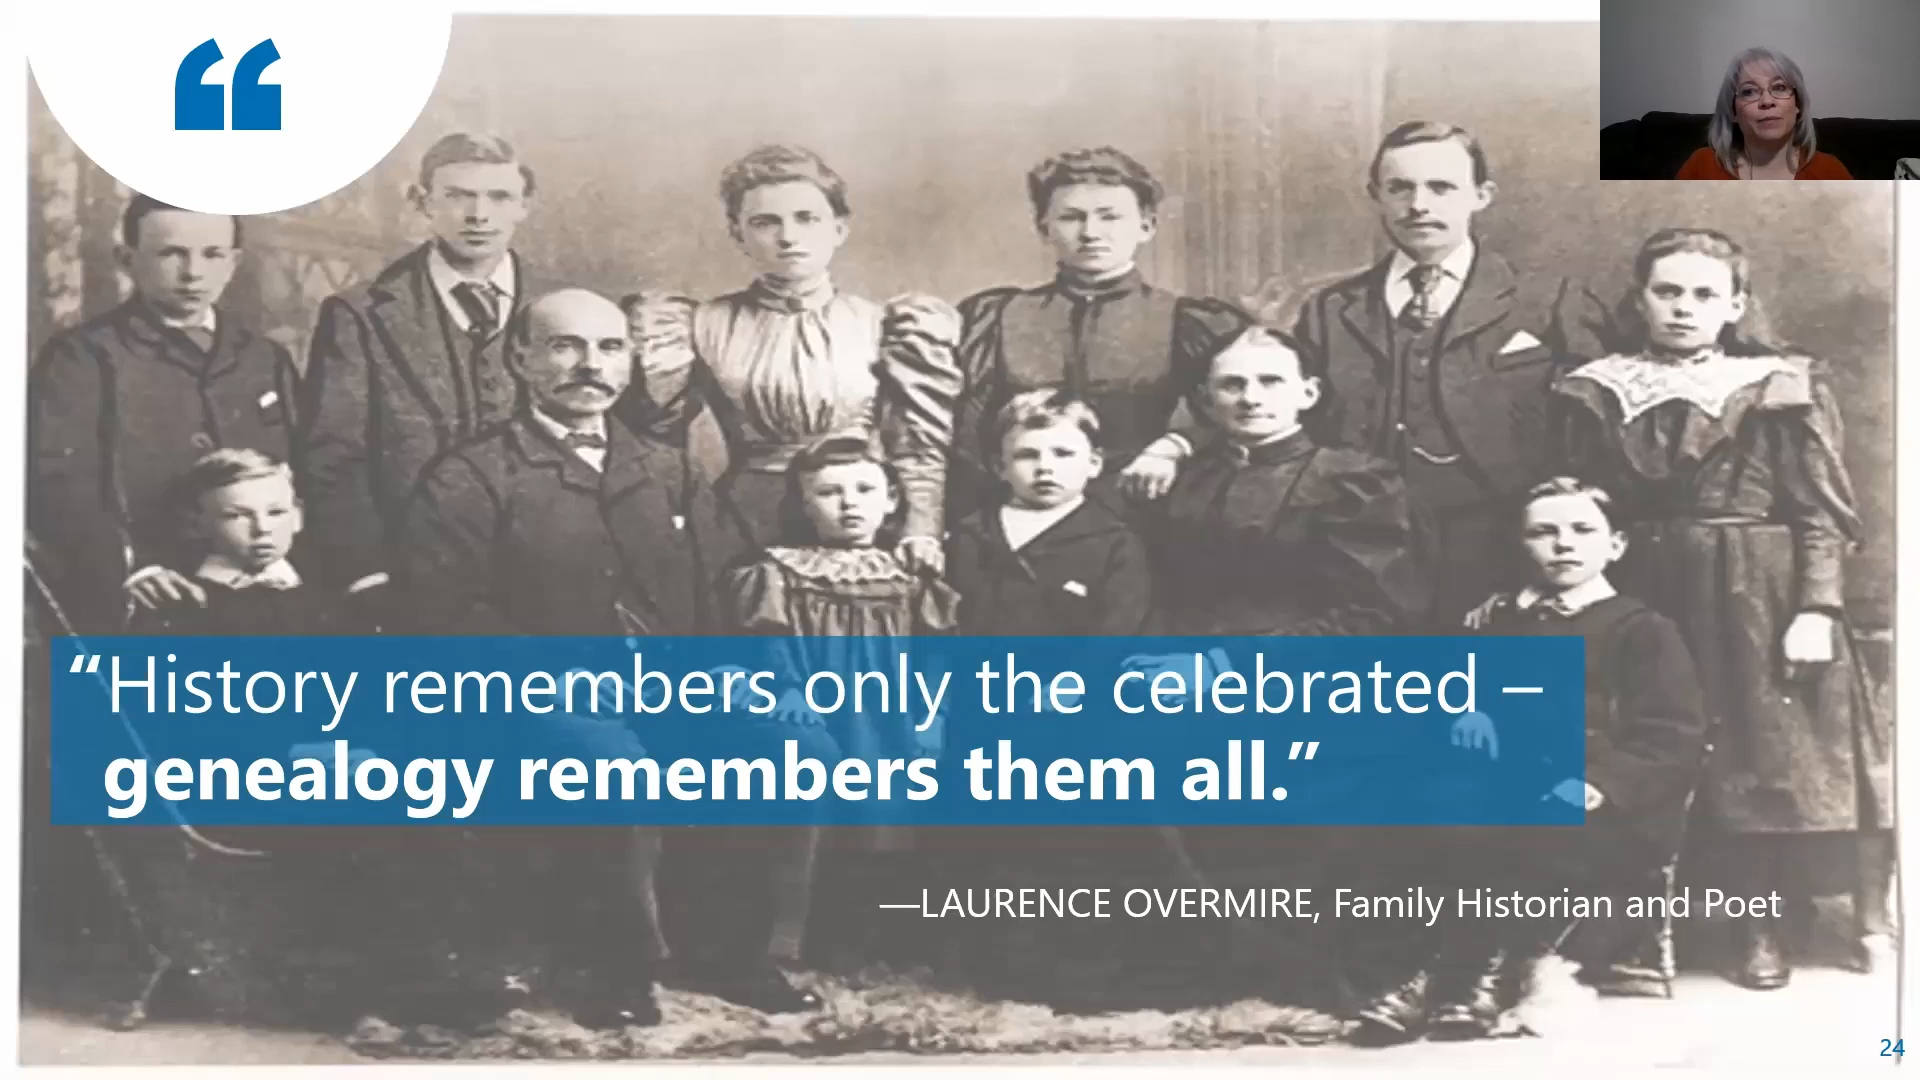 “
“History remembers only the celebrated –
genealogy remembers them all.”
—LAURENCE OVERMIRE, Family Historian and Poet
24